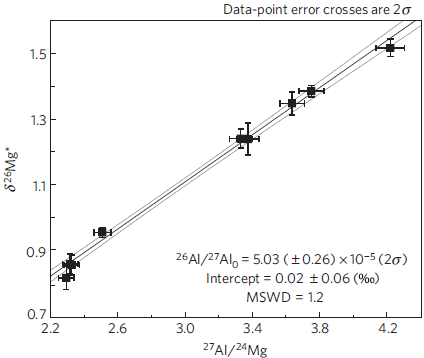 Data-point error crosses are 2σ
1.5
1.3
1.1
0.9
0.7
δ²⁶Mg*
²⁶Al/²⁷Al₀ = 5.03 (±0.26) ×10⁻⁵ (2σ)
Intercept = 0.02 ±0.06 (‰)
MSWD = 1.2
2.2 2.6 3.0 3.4 3.8 4.2
²⁷Al/²⁴Mg